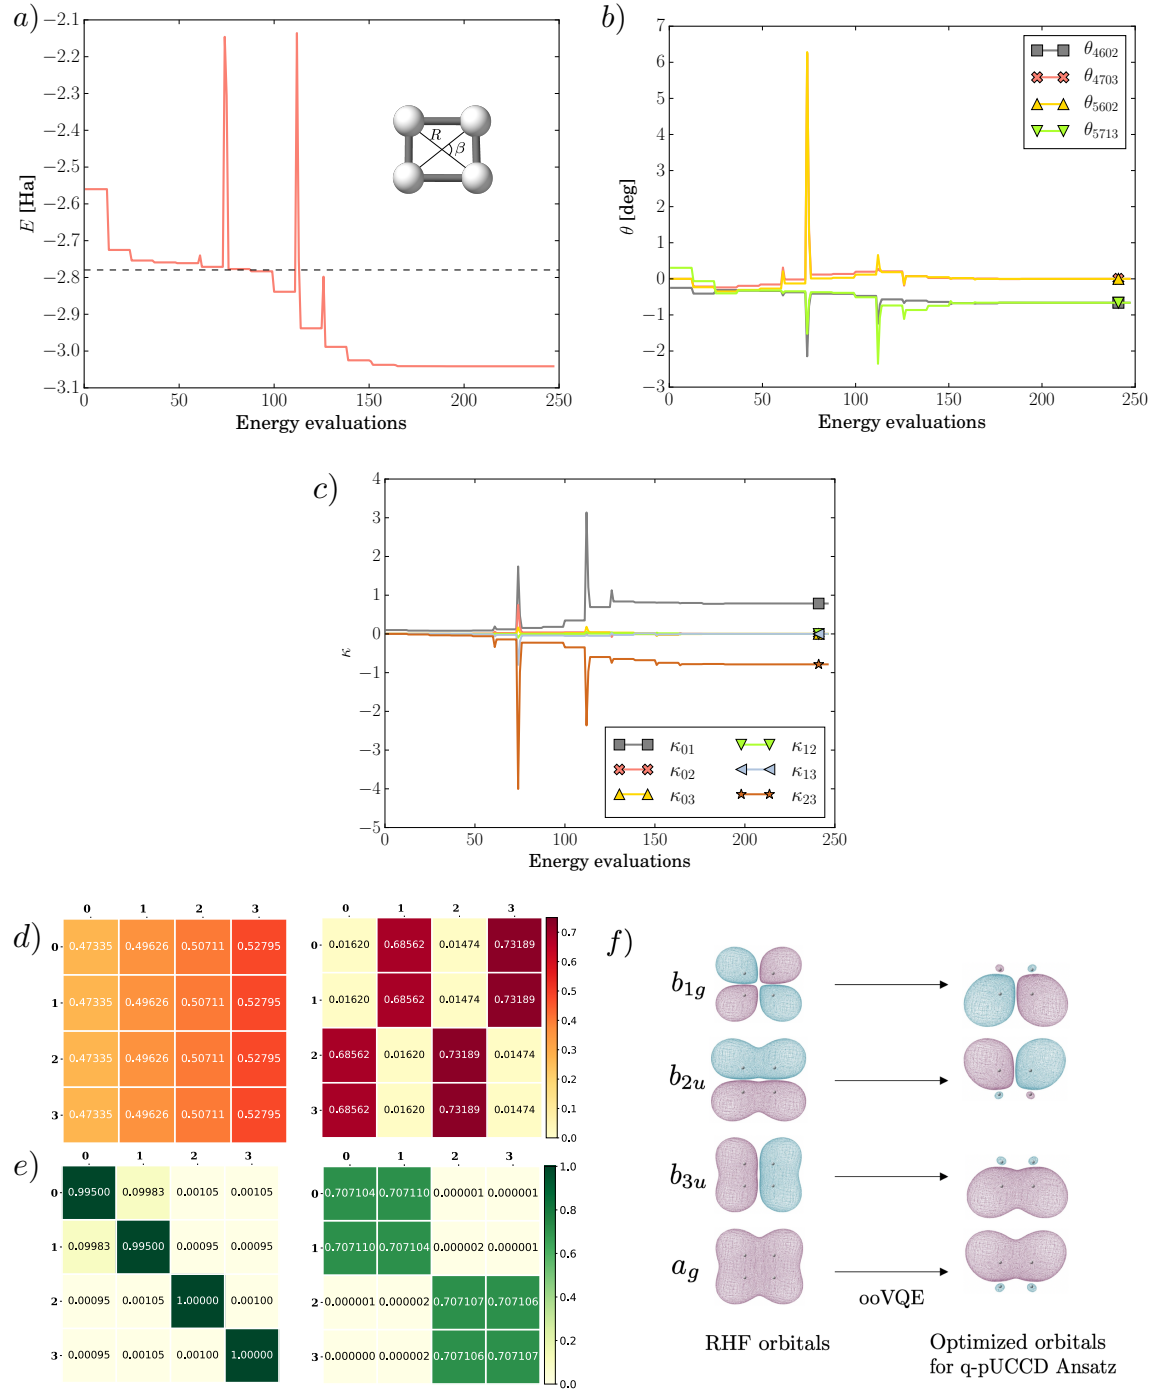 a)
−2.1
−2.2
−2.3
−2.4
−2.5
−2.6
−2.7
−2.8
−2.9
−3.0
−3.1
E [Ha]
R
β
0 50 100 150 200 250
Energy evaluations
b)
7
6
5
4
3
2
1
0
−1
−2
−3
θ [deg]
θ4602
θ4703
θ5602
θ5713
0 50 100 150 200 250
Energy evaluations
c)
4
3
2
1
0
−1
−2
−3
−4
−5
κ
κ01 κ12
κ02 κ13
κ03 κ23
0 50 100 150 200 250
Energy evaluations
d)
0 1 2 3
0 0.47335 0.49626 0.50711 0.52795
1 0.47335 0.49626 0.50711 0.52795
2 0.47335 0.49626 0.50711 0.52795
3 0.47335 0.49626 0.50711 0.52795
0 1 2 3
0 0.01620 0.68562 0.01474 0.73189
1 0.01620 0.68562 0.01474 0.73189
2 0.68562 0.01620 0.73189 0.01474
3 0.68562 0.01620 0.73189 0.01474
0.7
0.6
0.5
0.4
0.3
0.2
0.1
0.0
e)
0 1 2 3
0 0.99500 0.09983 0.00105 0.00105
1 0.09983 0.99500 0.00095 0.00095
2 0.00095 0.00105 1.00000 0.00100
3 0.00095 0.00105 0.00100 1.00000
0 1 2 3
0 0.707104 0.707110 0.000001 0.000001
1 0.707110 0.707104 0.000002 0.000001
2 0.000001 0.000002 0.707107 0.707106
3 0.000000 0.000002 0.707106 0.707107
1.0
0.8
0.6
0.4
0.2
0.0
f)
b1g
b2u
b3u
ag
ooVQE
RHF orbitals
Optimized orbitals
for q-pUCCD Ansatz